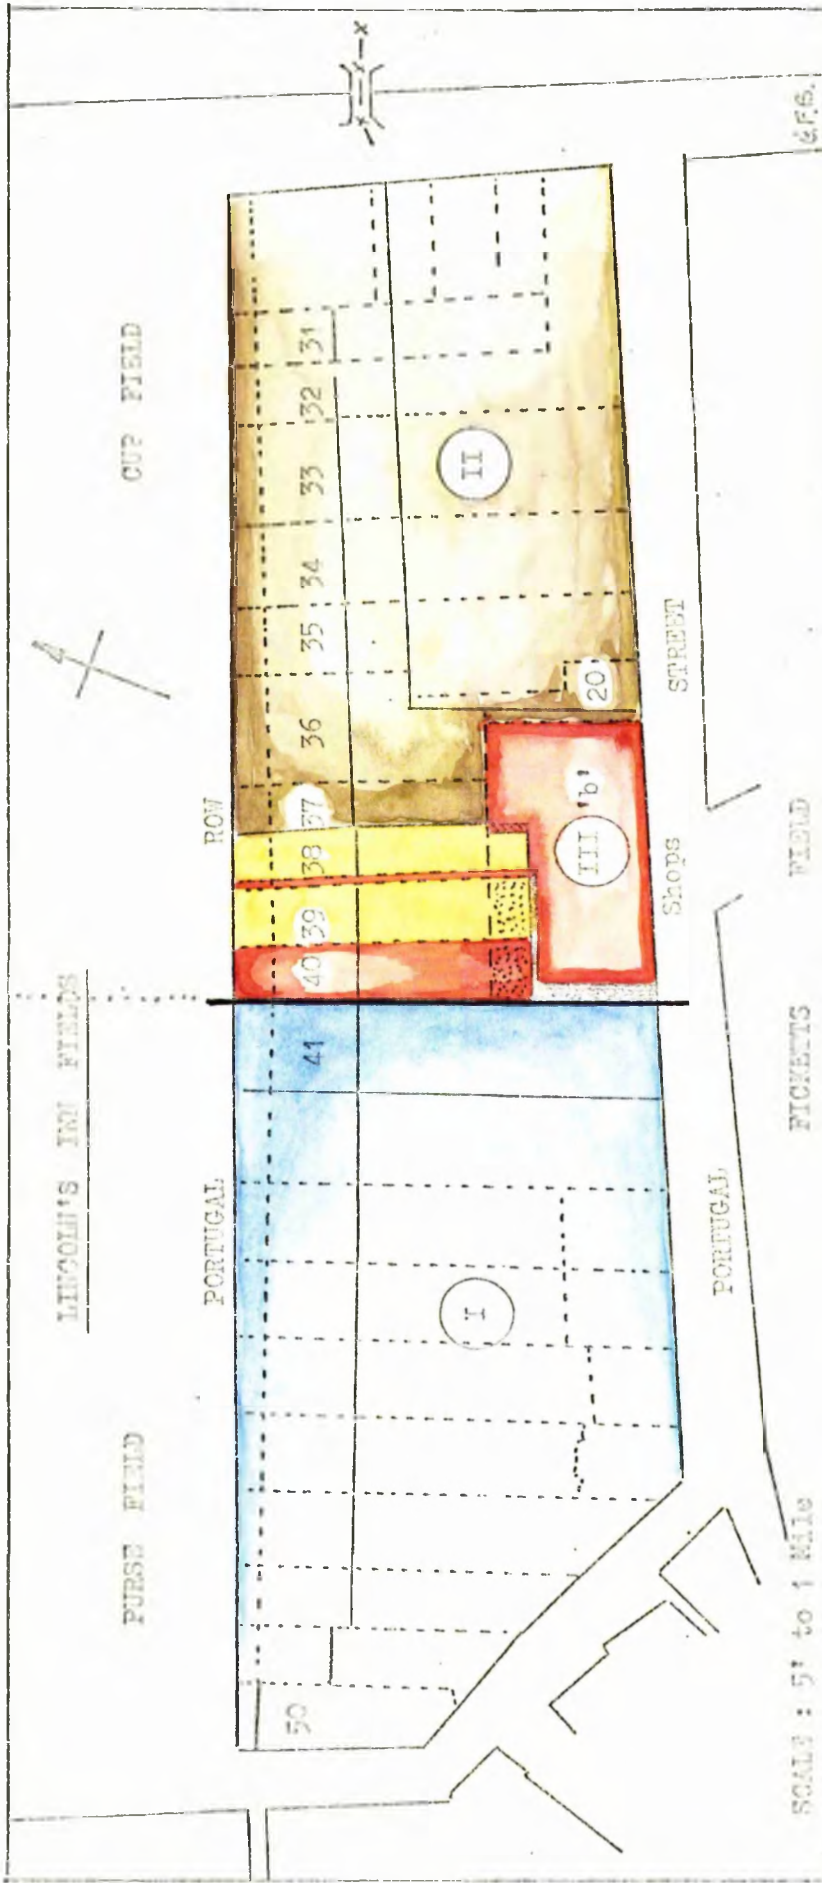 LINCOLN'S INN FIELDS
PURSE FIELD
CUP FIELD
PORTUGAL ROW
50
41
40
39
38
37
36
35
34
33
32
31
I
II
III 'b'
20
Shops
PORTUGAL STREET
FICKETTS FIELD
SCALE : 5' to 1 Mile
G.F.G.